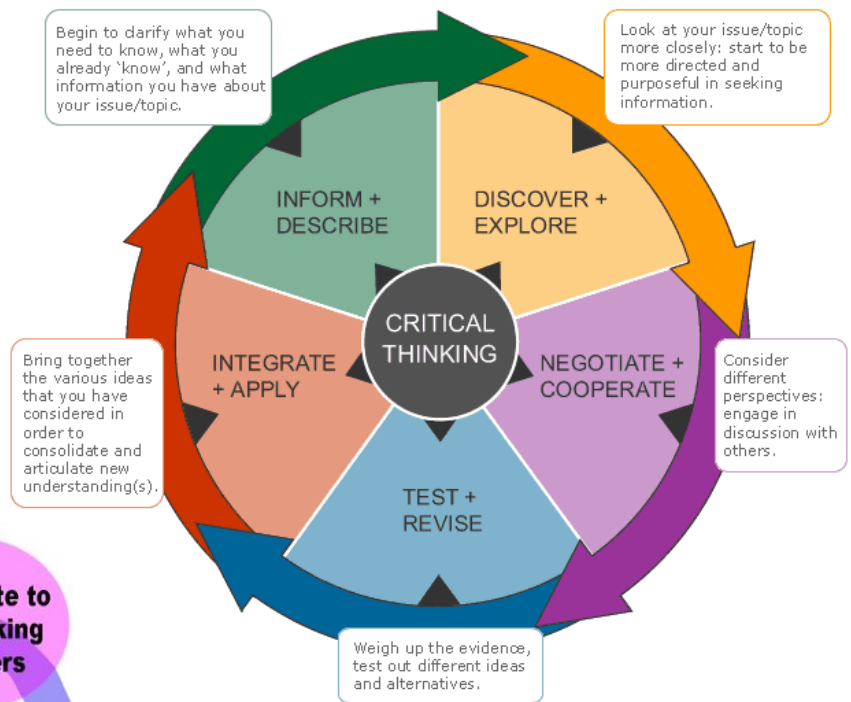 Begin to clarify what you
need to know, what you
already 'know', and what
information you have about
your issue/topic.
Look at your issue/topic
more closely: start to be
more directed and
purposeful in seeking
information.
INFORM +
DESCRIBE
DISCOVER +
EXPLORE
CRITICAL
THINKING
INTEGRATE
+ APPLY
NEGOTIATE +
COOPERATE
TEST +
REVISE
Bring together
the various ideas
that you have
considered in
order to
consolidate and
articulate new
understanding(s).
Consider
different
perspectives:
engage in
discussion with
others.
Weigh up the evidence,
test out different ideas
and alternatives.
to